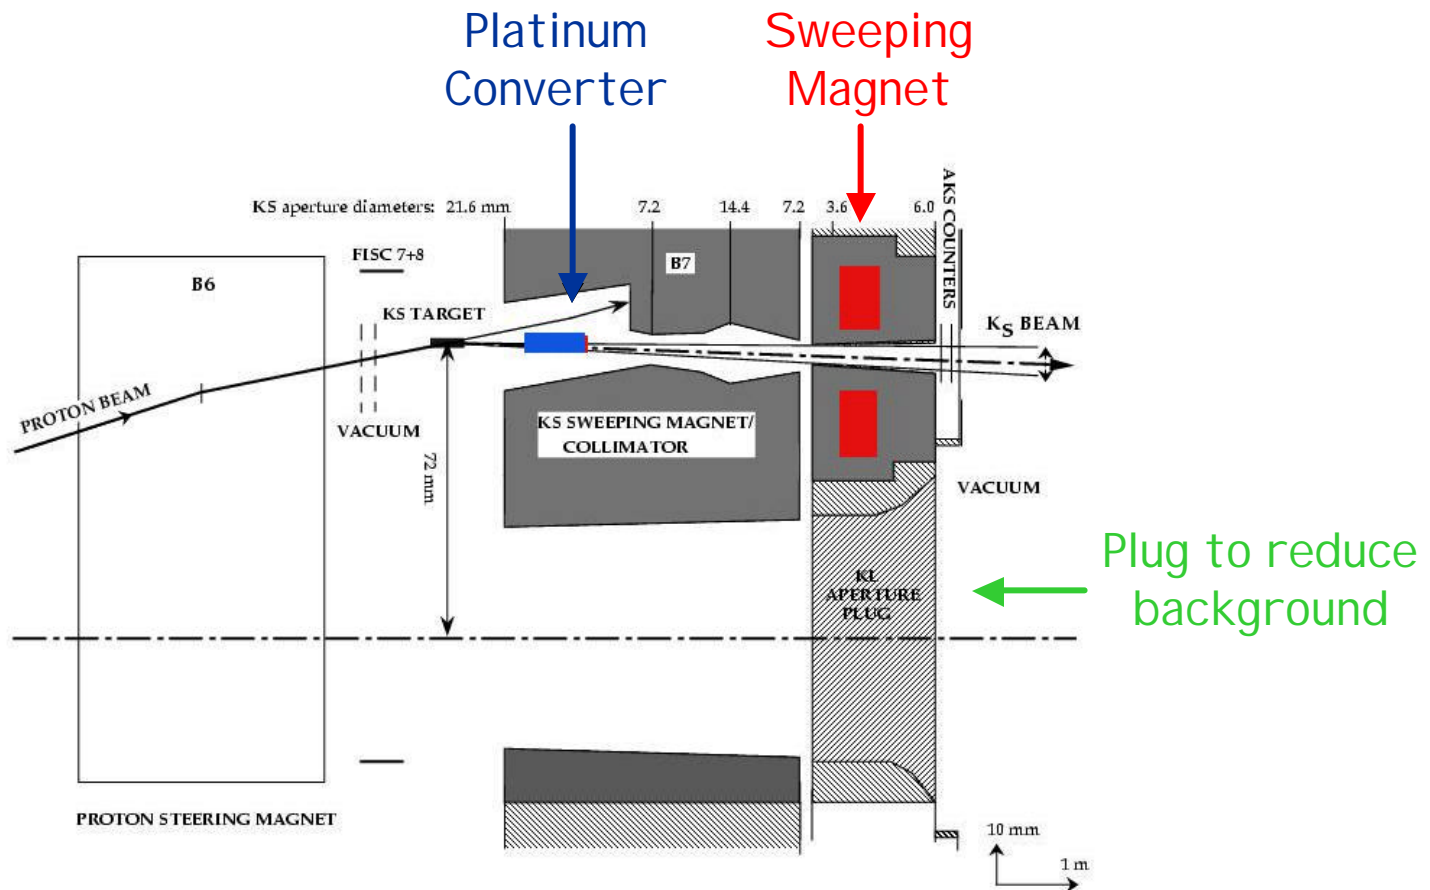 Platinum
Converter
Sweeping
Magnet
KS aperture diameters: 21.6 mm 7.2 14.4 7.2 3.6 6.0
AKS COUNTERS
FISC 7+8
B6
B7
KS TARGET
KS BEAM
PROTON BEAM
VACUUM
KS SWEEPING MAGNET/
COLLIMATOR
72 mm
VACUUM
Plug to reduce
background
KL
APERTURE
PLUG
PROTON STEERING MAGNET
10 mm
1 m